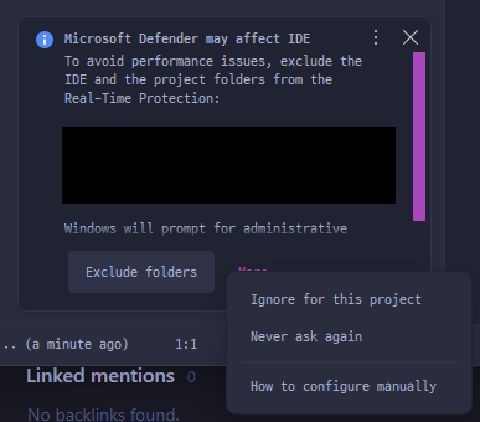 Microsoft Defender may affect IDE
To avoid performance issues, exclude the
IDE and the project folders from the
Real-Time Protection:
Windows will prompt for administrative
Exclude folders
Ignore for this project
Never ask again
How to configure manually
.. (a minute ago) 1:1
Linked mentions 0
No backlinks found.